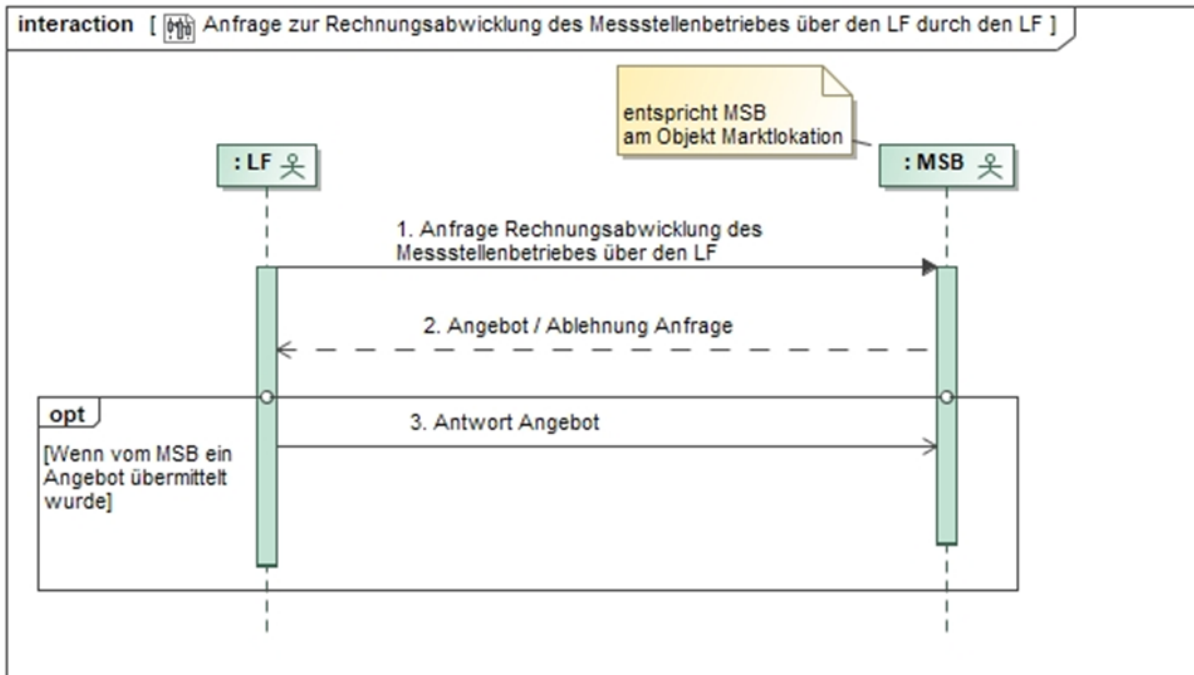 interaction [ Anfrage zur Rechnungsabwicklung des Messstellenbetriebes über den LF durch den LF ]
entspricht MSB
am Objekt Marktlokation
: LF
: MSB
1. Anfrage Rechnungsabwicklung des
Messstellenbetriebes über den LF
2. Angebot / Ablehnung Anfrage
opt
3. Antwort Angebot
[Wenn vom MSB ein
Angebot übermittelt
wurde]